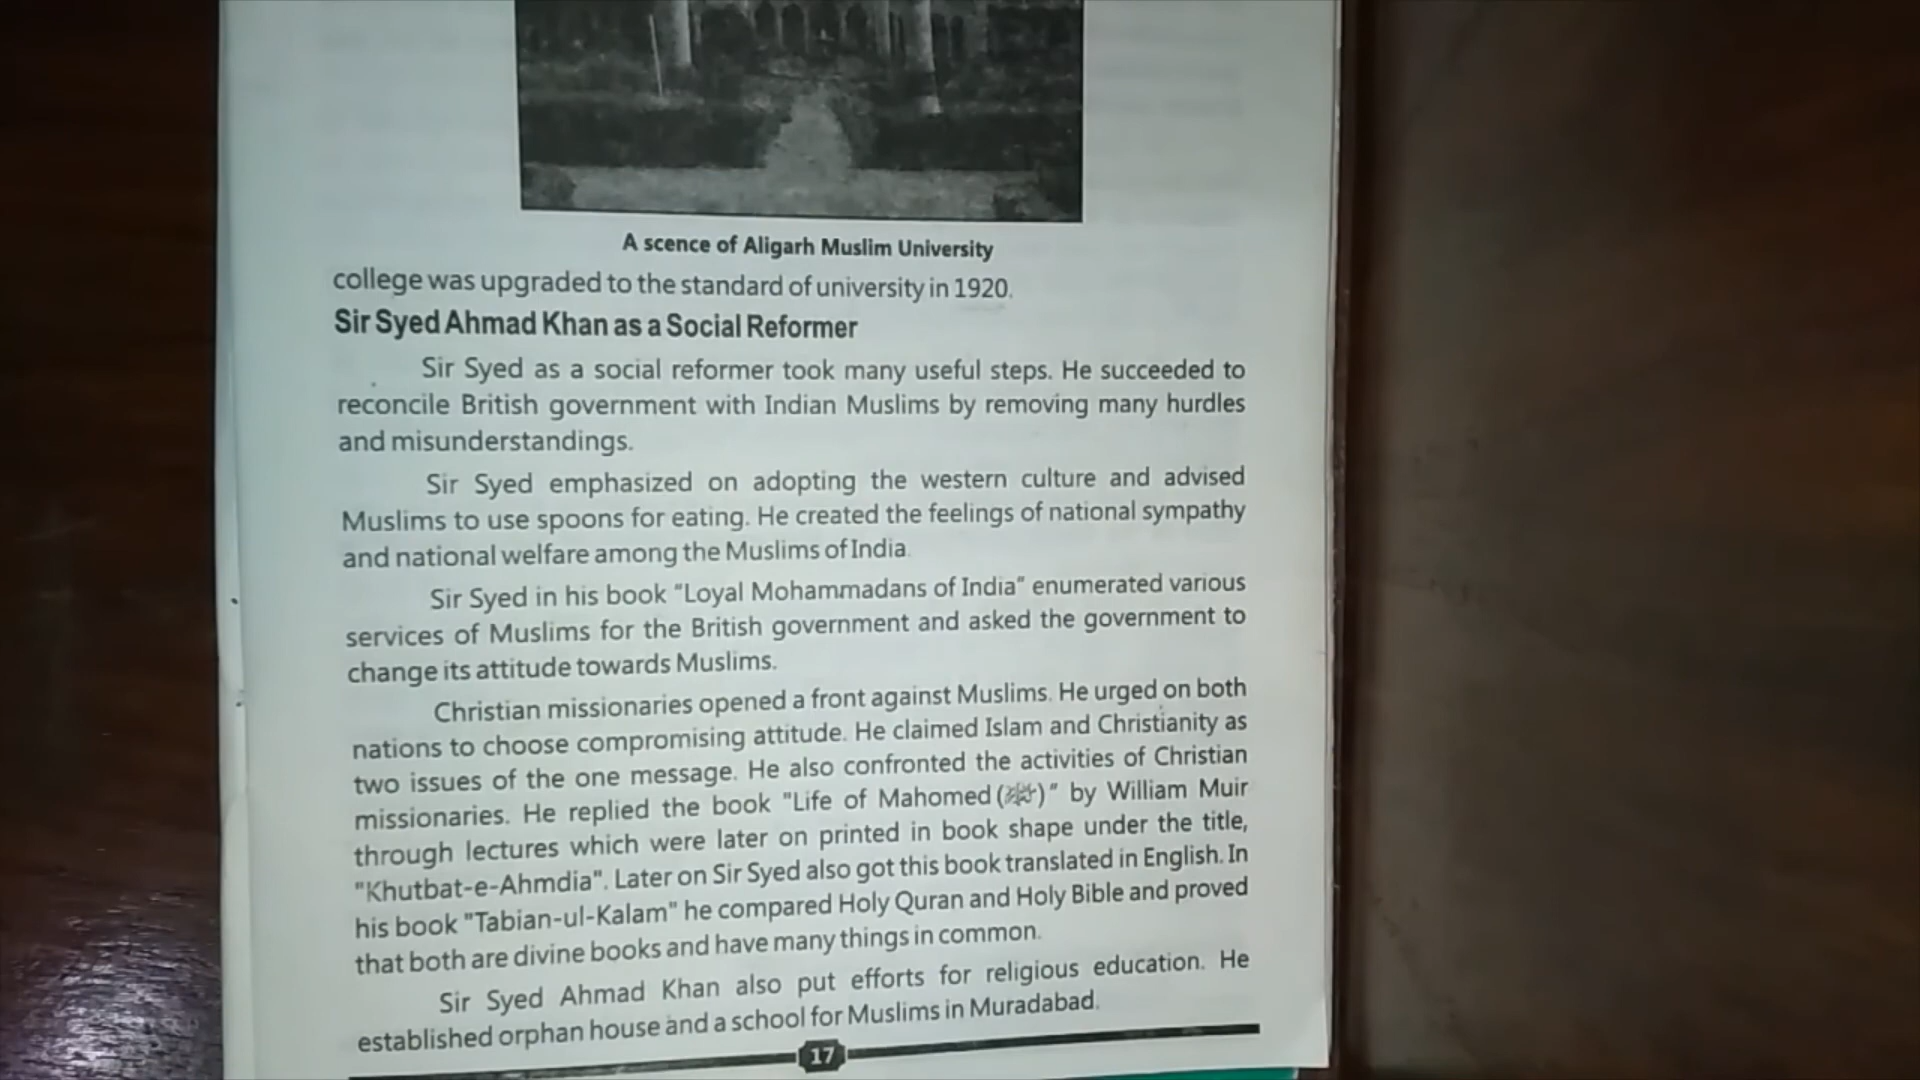 A scence of Aligarh Muslim University
college was upgraded to the standard of university in 1920.
Sir Syed Ahmad Khan as a Social Reformer
Sir Syed as a social reformer took many useful steps. He succeeded to
reconcile British government with Indian Muslims by removing many hurdles
and misunderstandings.
Sir Syed emphasized on adopting the western culture and advised
Muslims to use spoons for eating. He created the feelings of national sympathy
and national welfare among the Muslims of India.
Sir Syed in his book "Loyal Mohammadans of India" enumerated various
services of Muslims for the British government and asked the government to
change its attitude towards Muslims.
Christian missionaries opened a front against Muslims. He urged on both
nations to choose compromising attitude. He claimed Islam and Christianity as
two issues of the one message. He also confronted the activities of Christian
missionaries. He replied the book "Life of Mahomed (ﷺ)" by William Muir
through lectures which were later on printed in book shape under the title,
"Khutbat-e-Ahmdia". Later on Sir Syed also got this book translated in English. In
his book "Tabian-ul-Kalam" he compared Holy Quran and Holy Bible and proved
that both are divine books and have many things in common.
Sir Syed Ahmad Khan also put efforts for religious education. He
established orphan house and a school for Muslims in Muradabad.
17